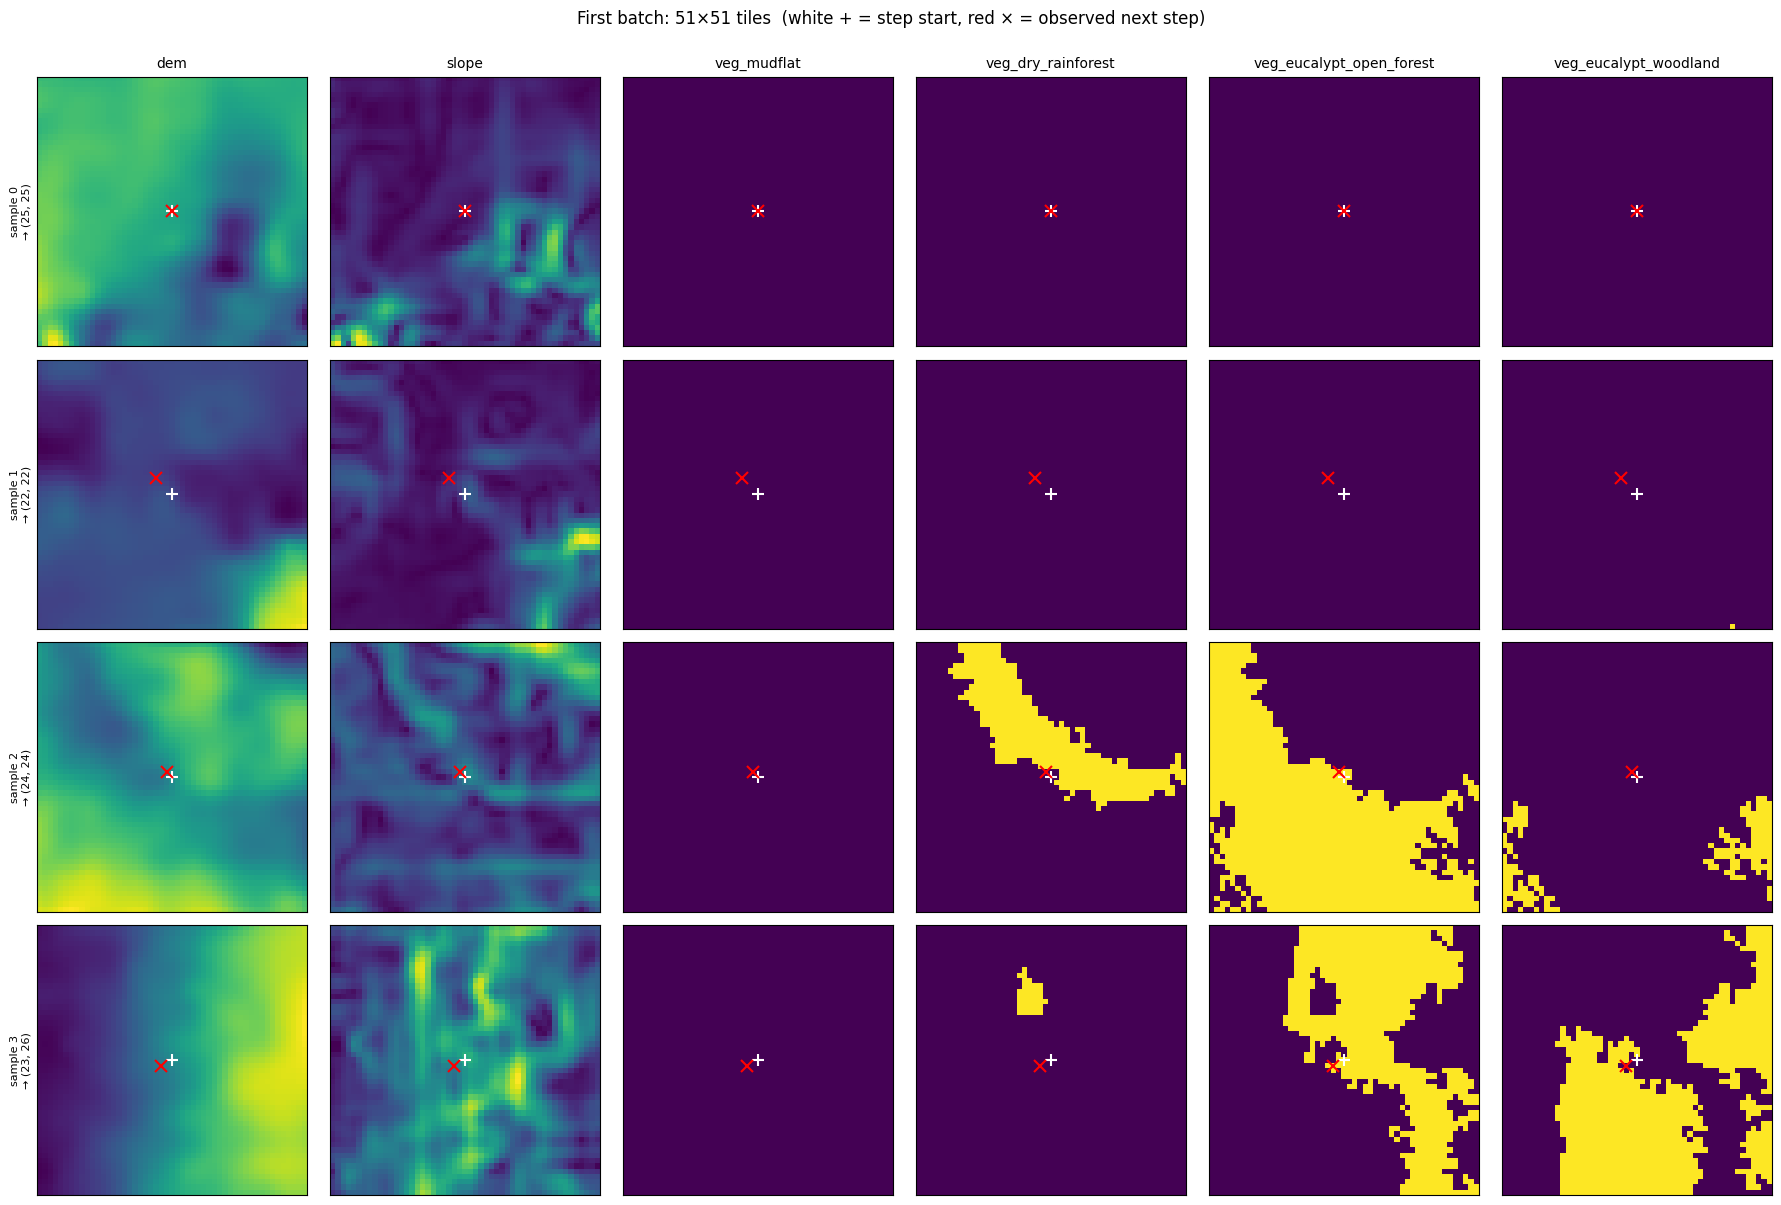 First batch: 51×51 tiles  (white + = step start, red × = observed next step)
dem
slope
veg_mudflat
veg_dry_rainforest
veg_eucalypt_open_forest
veg_eucalypt_woodland
sample 0
→ (25, 25)
sample 1
→ (22, 22)
sample 2
→ (24, 24)
sample 3
→ (23, 26)